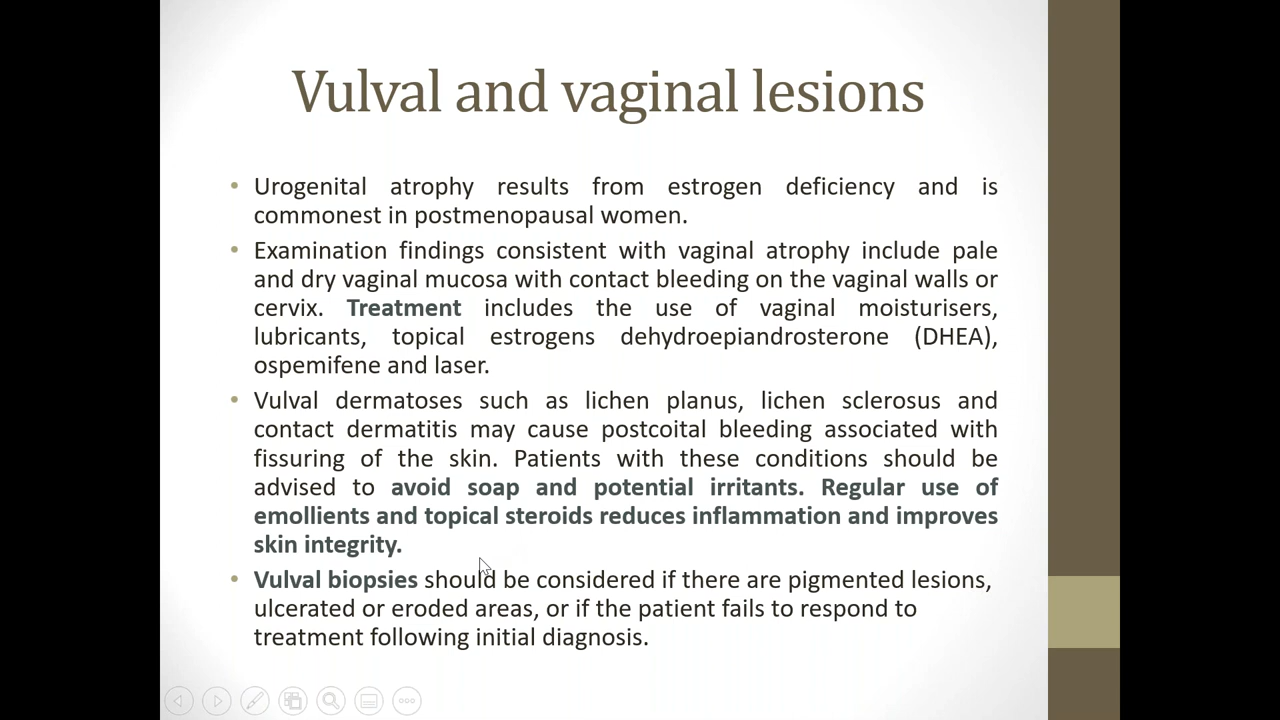 Vulval and vaginal lesions
• Urogenital atrophy results from estrogen deficiency and is
commonest in postmenopausal women.
• Examination findings consistent with vaginal atrophy include pale
and dry vaginal mucosa with contact bleeding on the vaginal walls or
cervix. Treatment includes the use of vaginal moisturisers,
lubricants, topical estrogens dehydroepiandrosterone (DHEA),
ospemifene and laser.
• Vulval dermatoses such as lichen planus, lichen sclerosus and
contact dermatitis may cause postcoital bleeding associated with
fissuring of the skin. Patients with these conditions should be
advised to avoid soap and potential irritants. Regular use of
emollients and topical steroids reduces inflammation and improves
skin integrity.
• Vulval biopsies should be considered if there are pigmented lesions,
ulcerated or eroded areas, or if the patient fails to respond to
treatment following initial diagnosis.